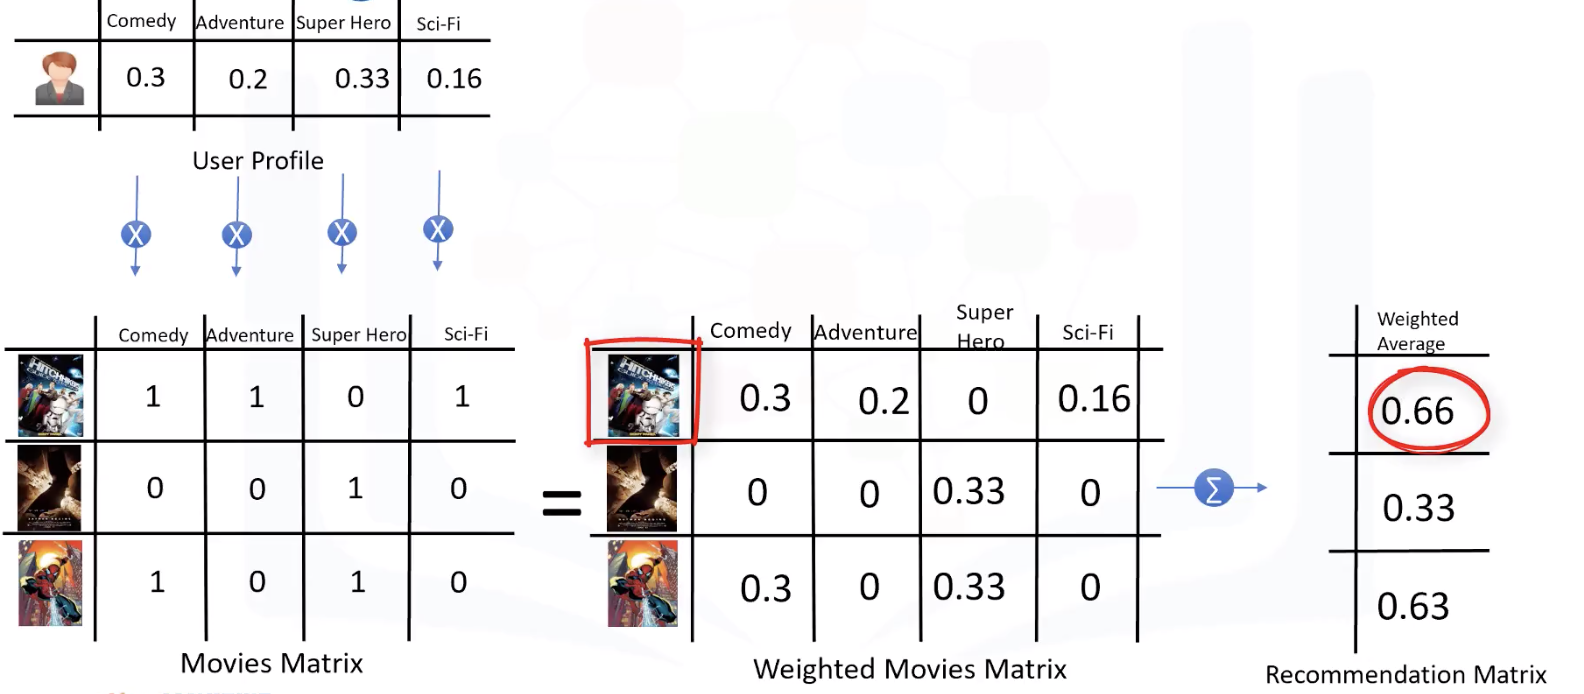 Comedy Adventure Super Hero Sci-Fi
0.3 0.2 0.33 0.16
User Profile
X X X X
Comedy Adventure Super Hero Sci-Fi
HITCHHIKER'S
1 1 0 1
0 0 1 0
1 0 1 0
Movies Matrix
=
Comedy Adventure Super
Hero Sci-Fi
HITCHHIKER'S
0.3 0.2 0 0.16
0 0 0.33 0
0.3 0 0.33 0
Weighted Movies Matrix
Σ
Weighted
Average
0.66
0.33
0.63
Recommendation Matrix